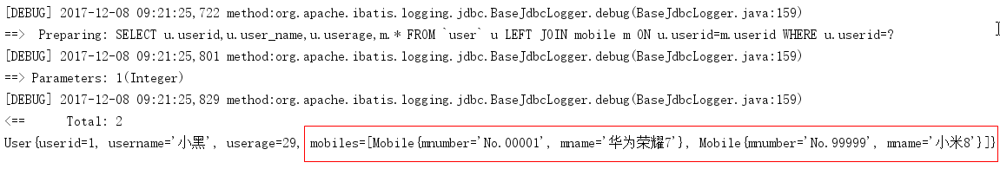 [DEBUG] 2017-12-08 09:21:25,722 method:org.apache.ibatis.logging.jdbc.BaseJdbcLogger.debug(BaseJdbcLogger.java:159)
==>  Preparing: SELECT u.userid,u.user_name,u.userage,m.* FROM `user` u LEFT JOIN mobile m ON u.userid=m.userid WHERE u.userid=?
[DEBUG] 2017-12-08 09:21:25,801 method:org.apache.ibatis.logging.jdbc.BaseJdbcLogger.debug(BaseJdbcLogger.java:159)
==> Parameters: 1(Integer)
[DEBUG] 2017-12-08 09:21:25,829 method:org.apache.ibatis.logging.jdbc.BaseJdbcLogger.debug(BaseJdbcLogger.java:159)
<==      Total: 2
User{userid=1, username='小黑', userage=29, mobiles=[Mobile{mnumber='No.00001', mname='华为荣耀7'}, Mobile{mnumber='No.99999', mname='小米8'}]}